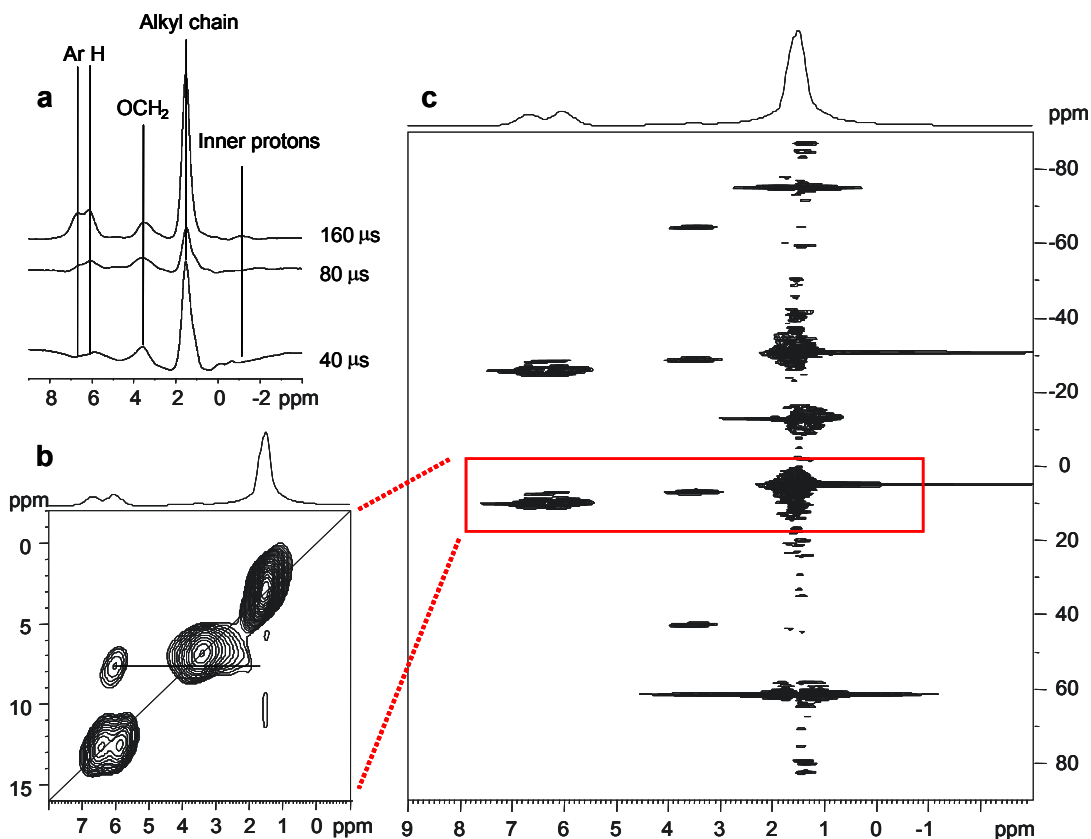 a
Alkyl chain
Ar H
OCH₂
Inner protons
160 µs
80 µs
40 µs
8 6 4 2 0 -2 ppm
b
ppm
0
5
10
15
8 7 6 5 4 3 2 1 0 ppm
c
ppm
-80
-60
-40
-20
0
20
40
60
80
9 8 7 6 5 4 3 2 1 0 -1 ppm